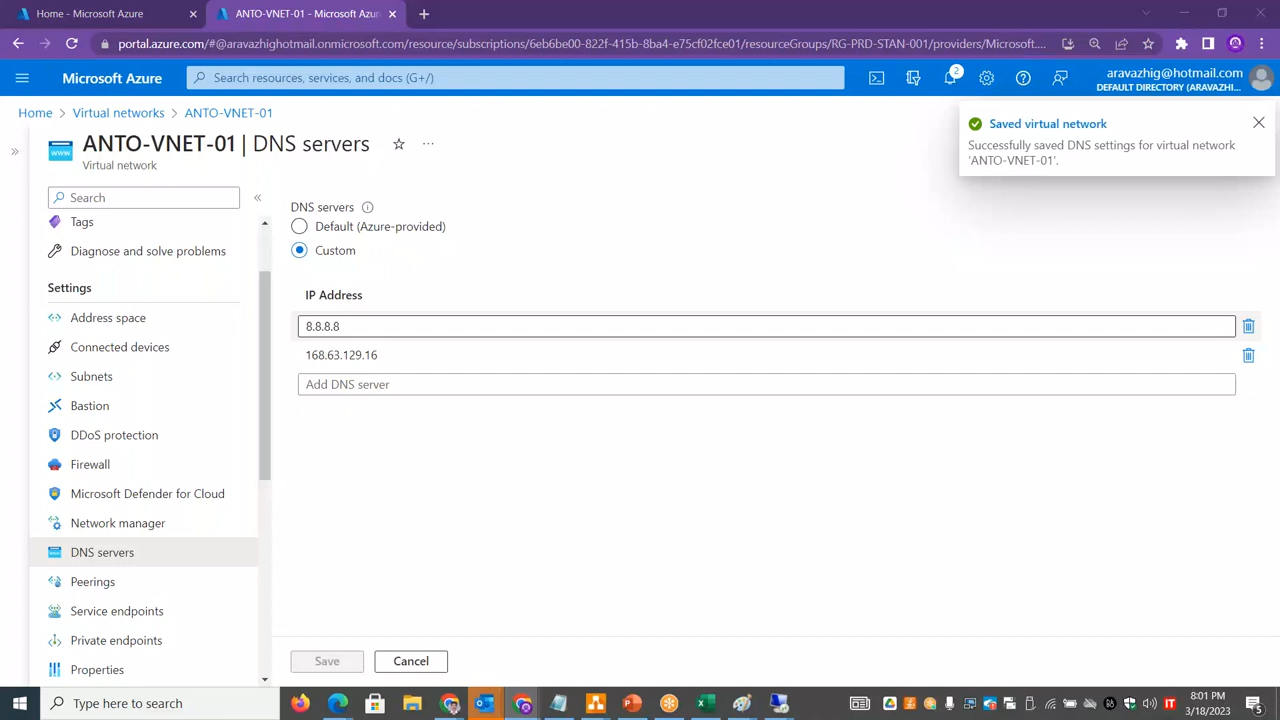 Home - Microsoft Azure
ANTO-VNET-01 - Microsoft Azur
portal.azure.com/#@aravazhighotmail.onmicrosoft.com/resource/subscriptions/6eb6be00-822f-415b-8ba4-e75cf02fce01/resourceGroups/RG-PRD-STAN-001/providers/Microsoft....
Microsoft Azure
Search resources, services, and docs (G+/)
2
aravazhig@hotmail.com
DEFAULT DIRECTORY (ARAVAZHI...
Home > Virtual networks > ANTO-VNET-01
ANTO-VNET-01 | DNS servers
Virtual network
Saved virtual network
Successfully saved DNS settings for virtual network
'ANTO-VNET-01'.
Search
Tags
Diagnose and solve problems
Settings
Address space
Connected devices
Subnets
Bastion
DDoS protection
Firewall
Microsoft Defender for Cloud
Network manager
DNS servers
Peerings
Service endpoints
Private endpoints
Properties
DNS servers
Default (Azure-provided)
Custom
IP Address
8.8.8.8
168.63.129.16
Add DNS server
Save
Cancel
Type here to search
IT
8:01 PM
3/18/2023
5